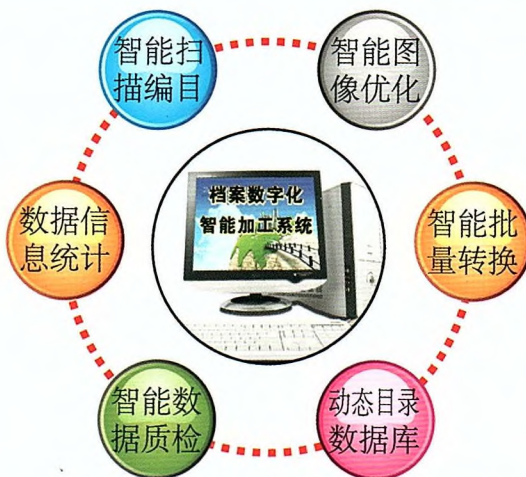 智能扫
描编目
智能图
像优化
档案数字化
智能加工系统
数据信
息统计
智能批
量转换
智能数
据质检
动态目录
数据库